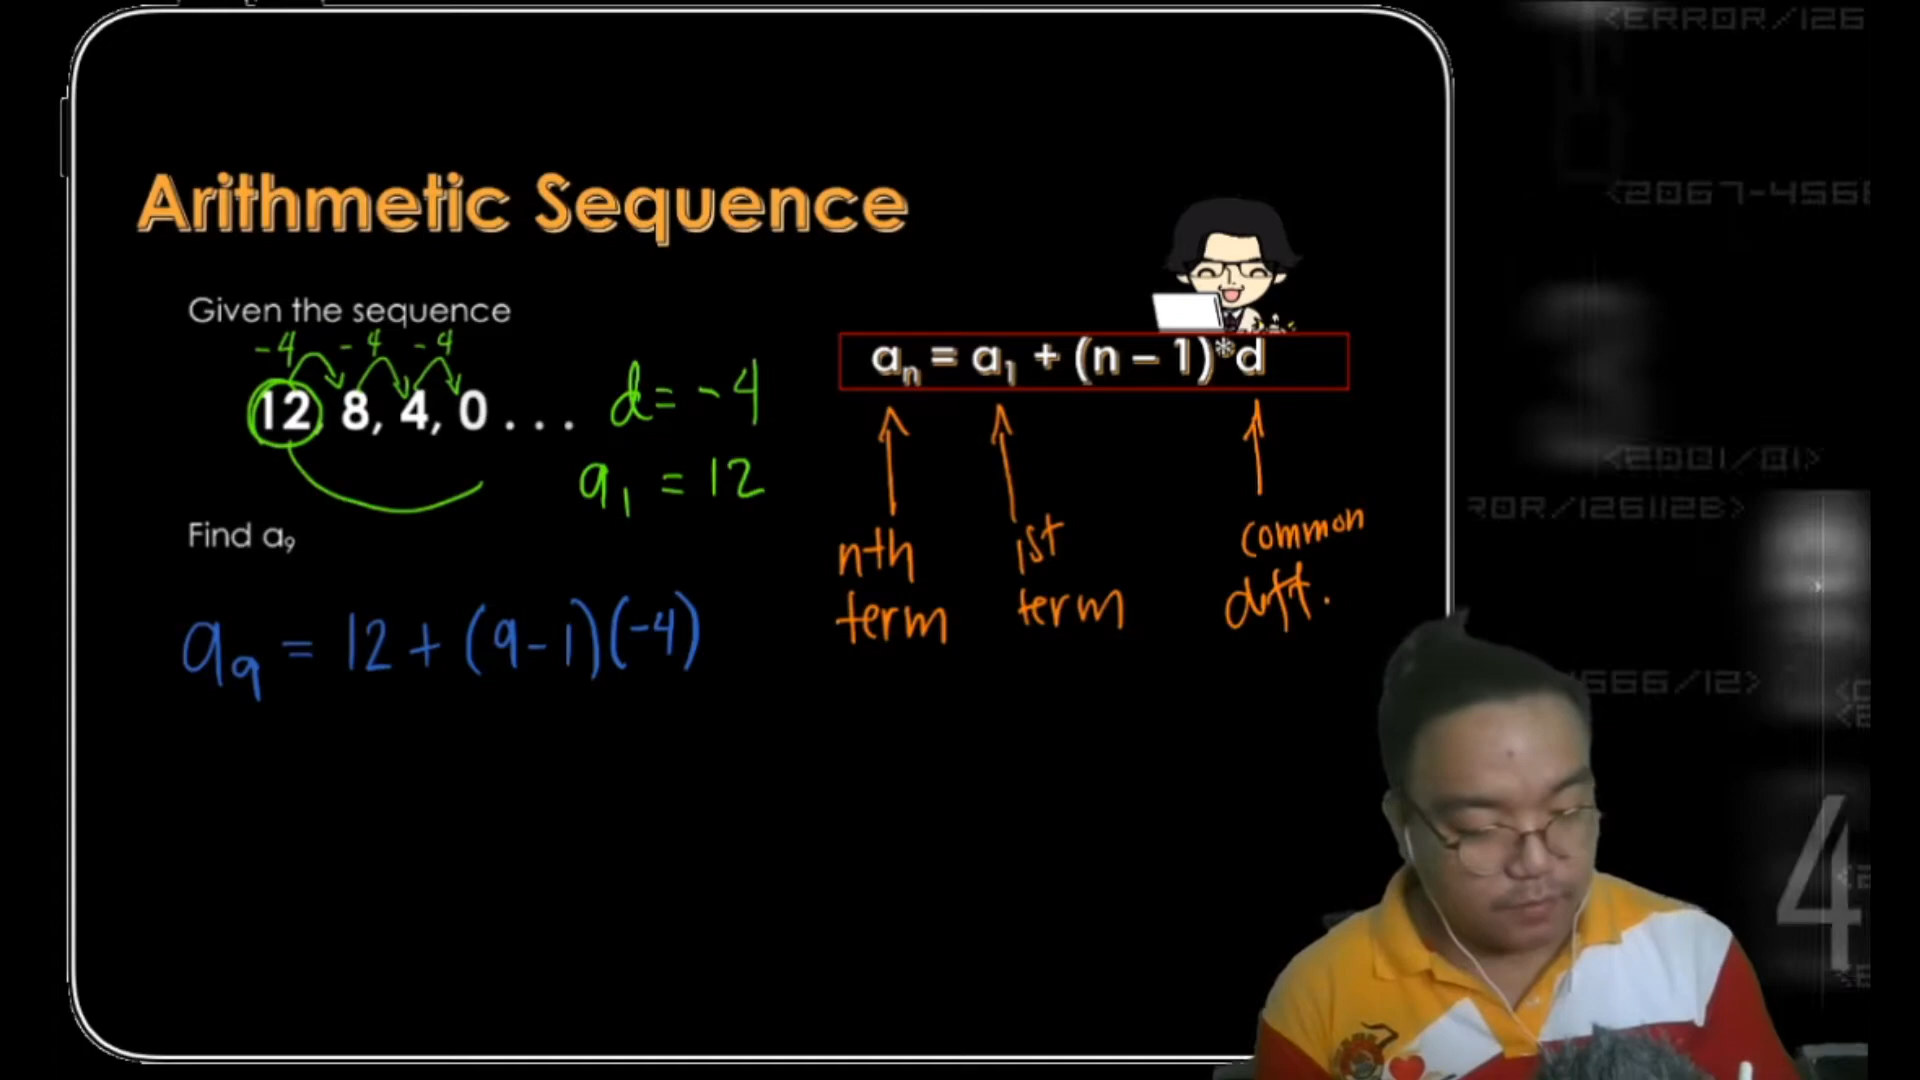 <ERROR/126
Arithmetic Sequence
<2067-456
Given the sequence
-4 -4 -4
12, 8, 4, 0 . . .
d = -4
aₙ = a₁ + (n – 1)*d
a₁ = 12
<2001/01>
ROR/126112B>
Find a₉
nth term
1st term
common diff.
a₉ = 12 + (9-1)(-4)
666/12>
3
4